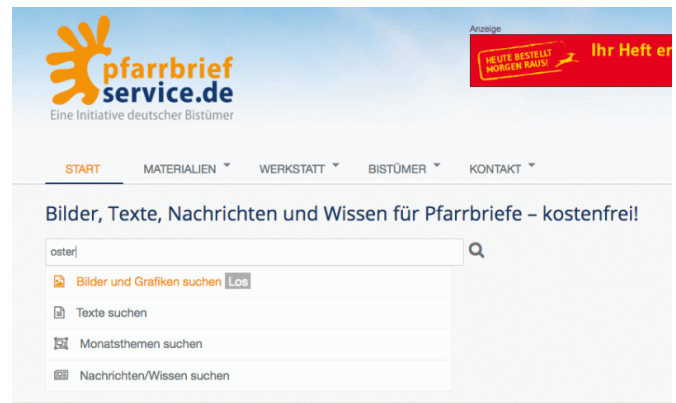 Anzeige
HEUTE BESTELLT
MORGEN RAUS!
Ihr Heft er
pfarrbrief
service.de
Eine Initiative deutscher Bistümer
START MATERIALIEN WERKSTATT BISTÜMER KONTAKT
Bilder, Texte, Nachrichten und Wissen für Pfarrbriefe – kostenfrei!
oster
Bilder und Grafiken suchen Los
Texte suchen
Monatsthemen suchen
Nachrichten/Wissen suchen